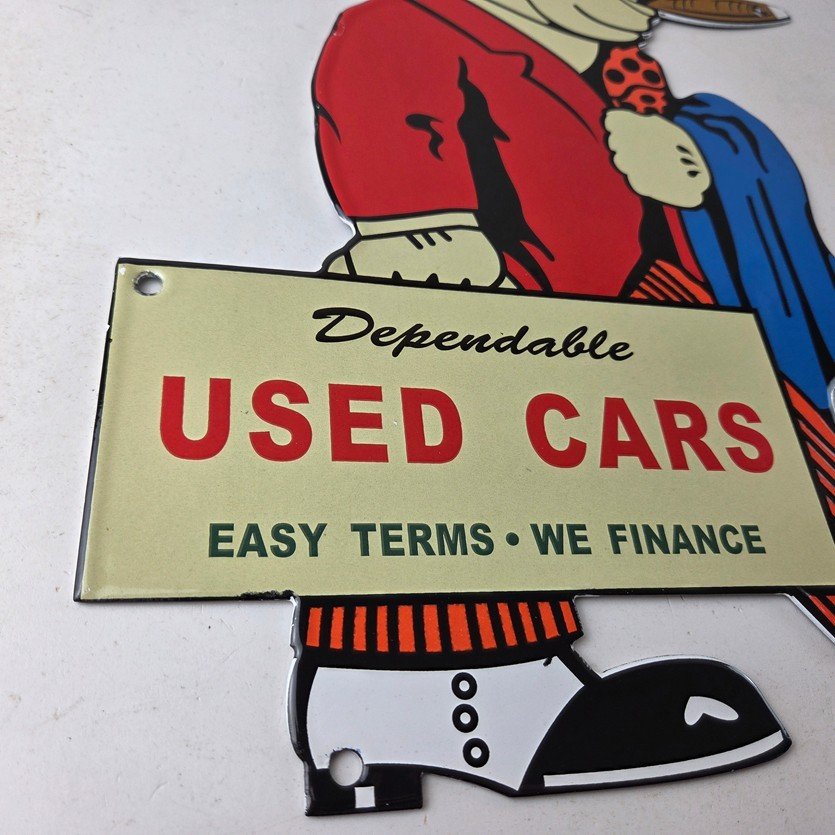 Dependable
USED CARS
EASY TERMS • WE FINANCE